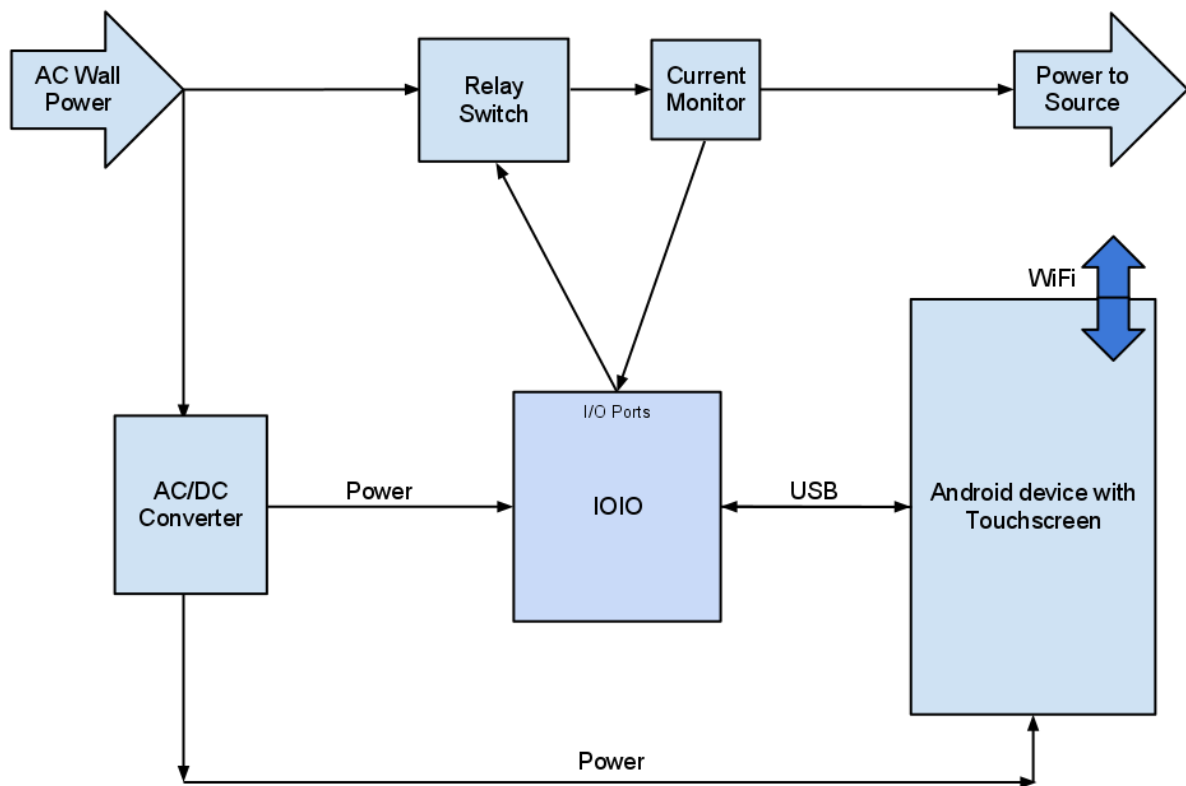 AC Wall
Power
Relay
Switch
Current
Monitor
Power to
Source
WiFi
I/O Ports
AC/DC
Converter
Power
IOIO
USB
Android device with
Touchscreen
Power